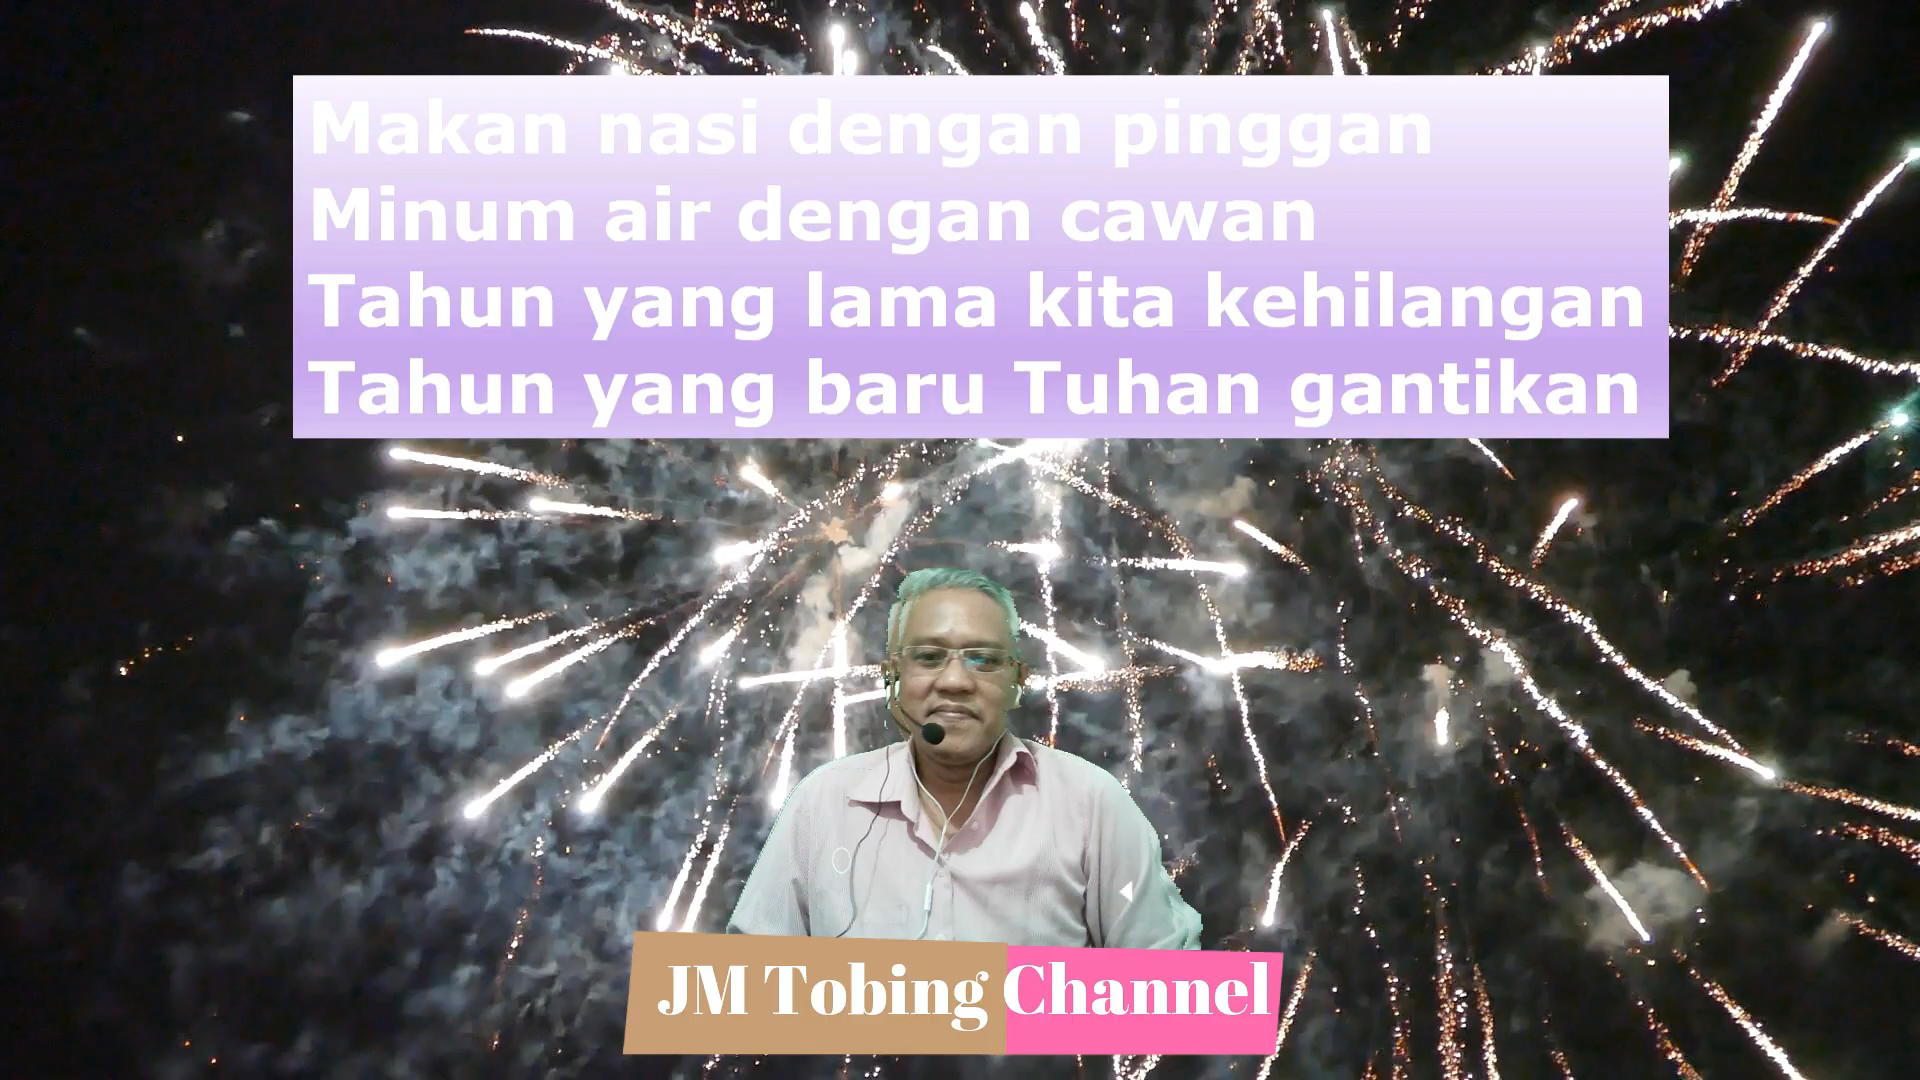 Makan nasi dengan pinggan
Minum air dengan cawan
Tahun yang lama kita kehilangan
Tahun yang baru Tuhan gantikan
JM Tobing Channel